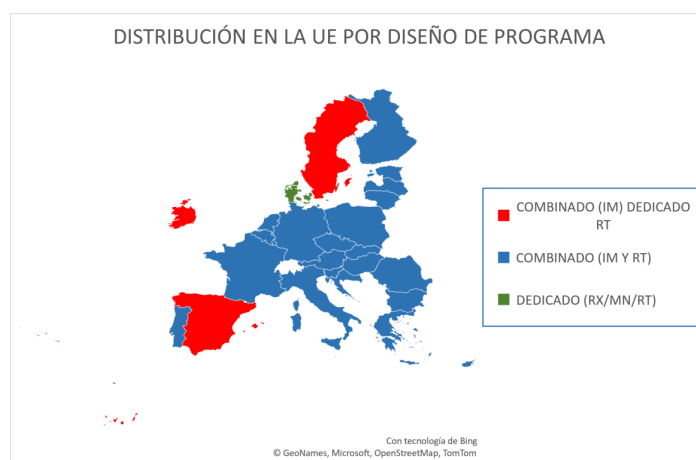 DISTRIBUCIÓN EN LA UE POR DISEÑO DE PROGRAMA
COMBINADO (IM) DEDICADO
RT
COMBINADO (IM Y RT)
DEDICADO (RX/MN/RT)
Con tecnología de Bing
© GeoNames, Microsoft, OpenStreetMap, TomTom